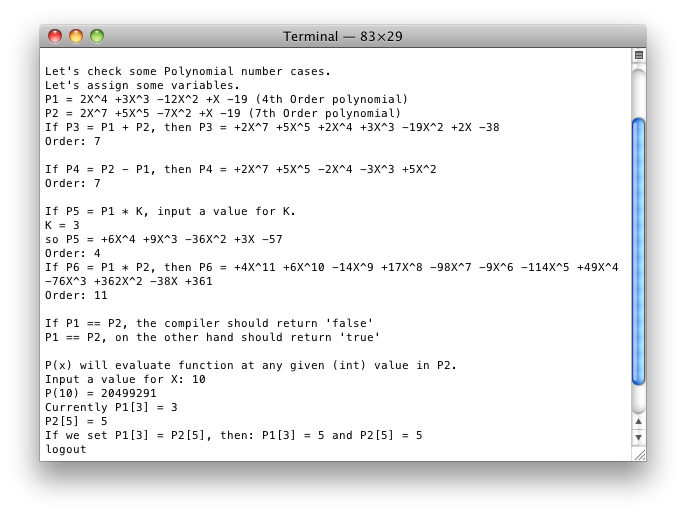 Terminal — 83×29
Let's check some Polynomial number cases.
Let's assign some variables.
P1 = 2X^4 +3X^3 -12X^2 +X -19 (4th Order polynomial)
P2 = 2X^7 +5X^5 -7X^2 +X -19 (7th Order polynomial)
If P3 = P1 + P2, then P3 = +2X^7 +5X^5 +2X^4 +3X^3 -19X^2 +2X -38
Order: 7
If P4 = P2 - P1, then P4 = +2X^7 +5X^5 -2X^4 -3X^3 +5X^2
Order: 7
If P5 = P1 * K, input a value for K.
K = 3
so P5 = +6X^4 +9X^3 -36X^2 +3X -57
Order: 4
If P6 = P1 * P2, then P6 = +4X^11 +6X^10 -14X^9 +17X^8 -98X^7 -9X^6 -114X^5 +49X^4
-76X^3 +362X^2 -38X +361
Order: 11
If P1 == P2, the compiler should return 'false'
P1 == P2, on the other hand should return 'true'
P(x) will evaluate function at any given (int) value in P2.
Input a value for X: 10
P(10) = 20499291
Currently P1[3] = 3
P2[5] = 5
If we set P1[3] = P2[5], then: P1[3] = 5 and P2[5] = 5
logout